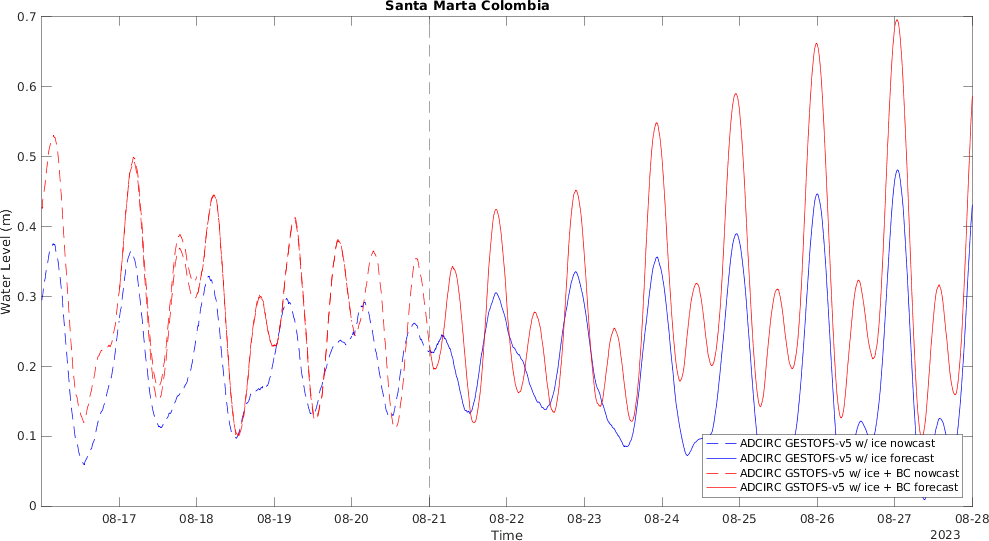 Santa Marta Colombia
0.7
0.6
0.5
0.4
0.3
0.2
0.1
0
Water Level (m)
ADCIRC GESTOFS-v5 w/ ice nowcast
ADCIRC GESTOFS-v5 w/ ice forecast
ADCIRC GSTOFS-v5 w/ ice + BC nowcast
ADCIRC GSTOFS-v5 w/ ice + BC forecast
08-17 08-18 08-19 08-20 08-21 08-22 08-23 08-24 08-25 08-26 08-27 08-28
Time
2023